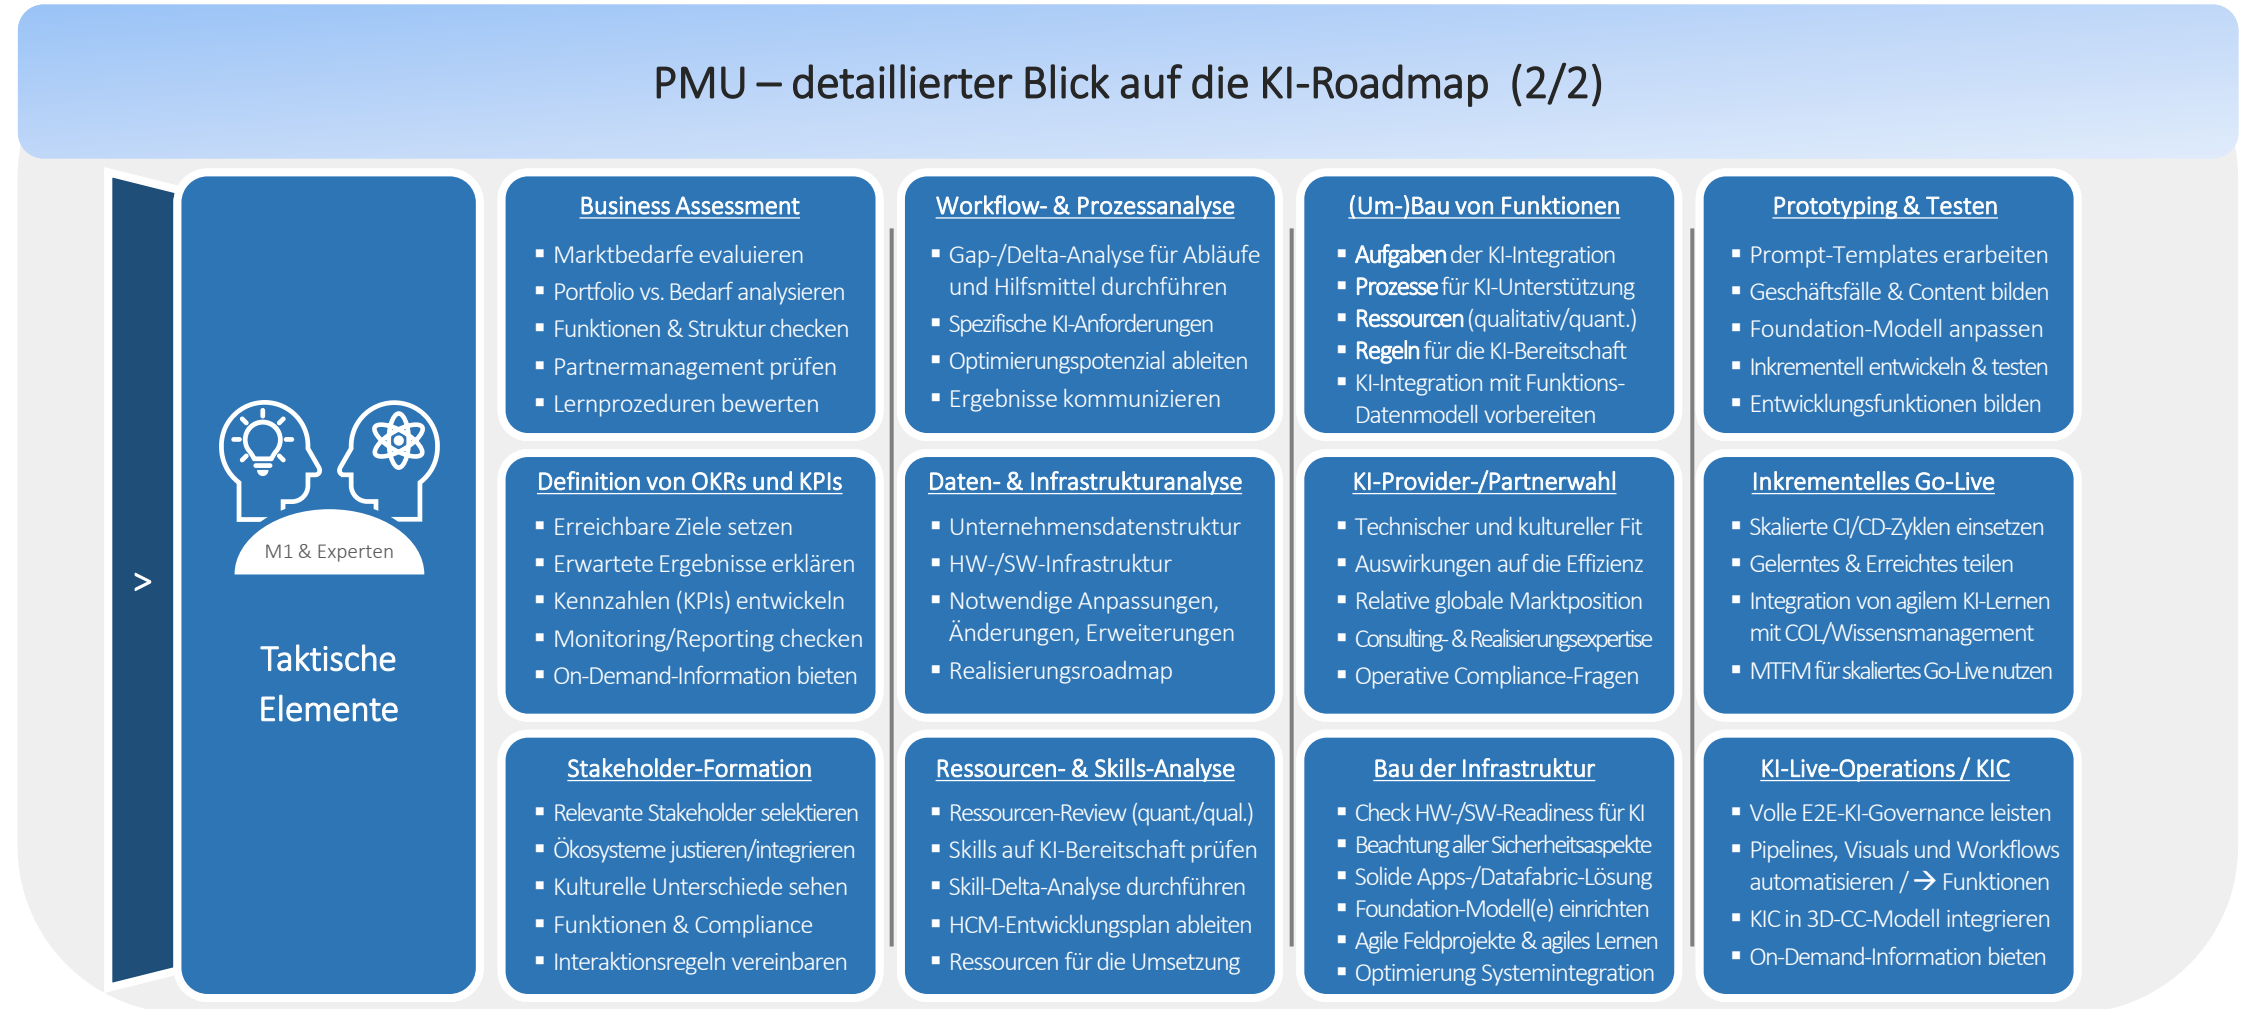 PMU – detaillierter Blick auf die KI-Roadmap (2/2)
>
M1 & Experten
Taktische
Elemente
Business Assessment
▪ Marktbedarfe evaluieren
▪ Portfolio vs. Bedarf analysieren
▪ Funktionen & Struktur checken
▪ Partnermanagement prüfen
▪ Lernprozeduren bewerten
Workflow- & Prozessanalyse
▪ Gap-/Delta-Analyse für Abläufe
und Hilfsmittel durchführen
▪ Spezifische KI-Anforderungen
▪ Optimierungspotenzial ableiten
▪ Ergebnisse kommunizieren
(Um-)Bau von Funktionen
▪ Aufgaben der KI-Integration
▪ Prozesse für KI-Unterstützung
▪ Ressourcen (qualitativ/quant.)
▪ Regeln für die KI-Bereitschaft
▪ KI-Integration mit Funktions-
Datenmodell vorbereiten
Prototyping & Testen
▪ Prompt-Templates erarbeiten
▪ Geschäftsfälle & Content bilden
▪ Foundation-Modell anpassen
▪ Inkrementell entwickeln & testen
▪ Entwicklungsfunktionen bilden
Definition von OKRs und KPIs
▪ Erreichbare Ziele setzen
▪ Erwartete Ergebnisse erklären
▪ Kennzahlen (KPIs) entwickeln
▪ Monitoring/Reporting checken
▪ On-Demand-Information bieten
Daten- & Infrastrukturanalyse
▪ Unternehmensdatenstruktur
▪ HW-/SW-Infrastruktur
▪ Notwendige Anpassungen,
Änderungen, Erweiterungen
▪ Realisierungsroadmap
KI-Provider-/Partnerwahl
▪ Technischer und kultureller Fit
▪ Auswirkungen auf die Effizienz
▪ Relative globale Marktposition
▪ Consulting- & Realisierungsexpertise
▪ Operative Compliance-Fragen
Inkrementelles Go-Live
▪ Skalierte CI/CD-Zyklen einsetzen
▪ Gelerntes & Erreichtes teilen
▪ Integration von agilem KI-Lernen
mit COL/Wissensmanagement
▪ MTFM für skaliertes Go-Live nutzen
Stakeholder-Formation
▪ Relevante Stakeholder selektieren
▪ Ökosysteme justieren/integrieren
▪ Kulturelle Unterschiede sehen
▪ Funktionen & Compliance
▪ Interaktionsregeln vereinbaren
Ressourcen- & Skills-Analyse
▪ Ressourcen-Review (quant./qual.)
▪ Skills auf KI-Bereitschaft prüfen
▪ Skill-Delta-Analyse durchführen
▪ HCM-Entwicklungsplan ableiten
▪ Ressourcen für die Umsetzung
Bau der Infrastruktur
▪ Check HW-/SW-Readiness für KI
▪ Beachtung aller Sicherheitsaspekte
▪ Solide Apps-/Datafabric-Lösung
▪ Foundation-Modell(e) einrichten
▪ Agile Feldprojekte & agiles Lernen
▪ Optimierung Systemintegration
KI-Live-Operations / KIC
▪ Volle E2E-KI-Governance leisten
▪ Pipelines, Visuals und Workflows
automatisieren / → Funktionen
▪ KIC in 3D-CC-Modell integrieren
▪ On-Demand-Information bieten